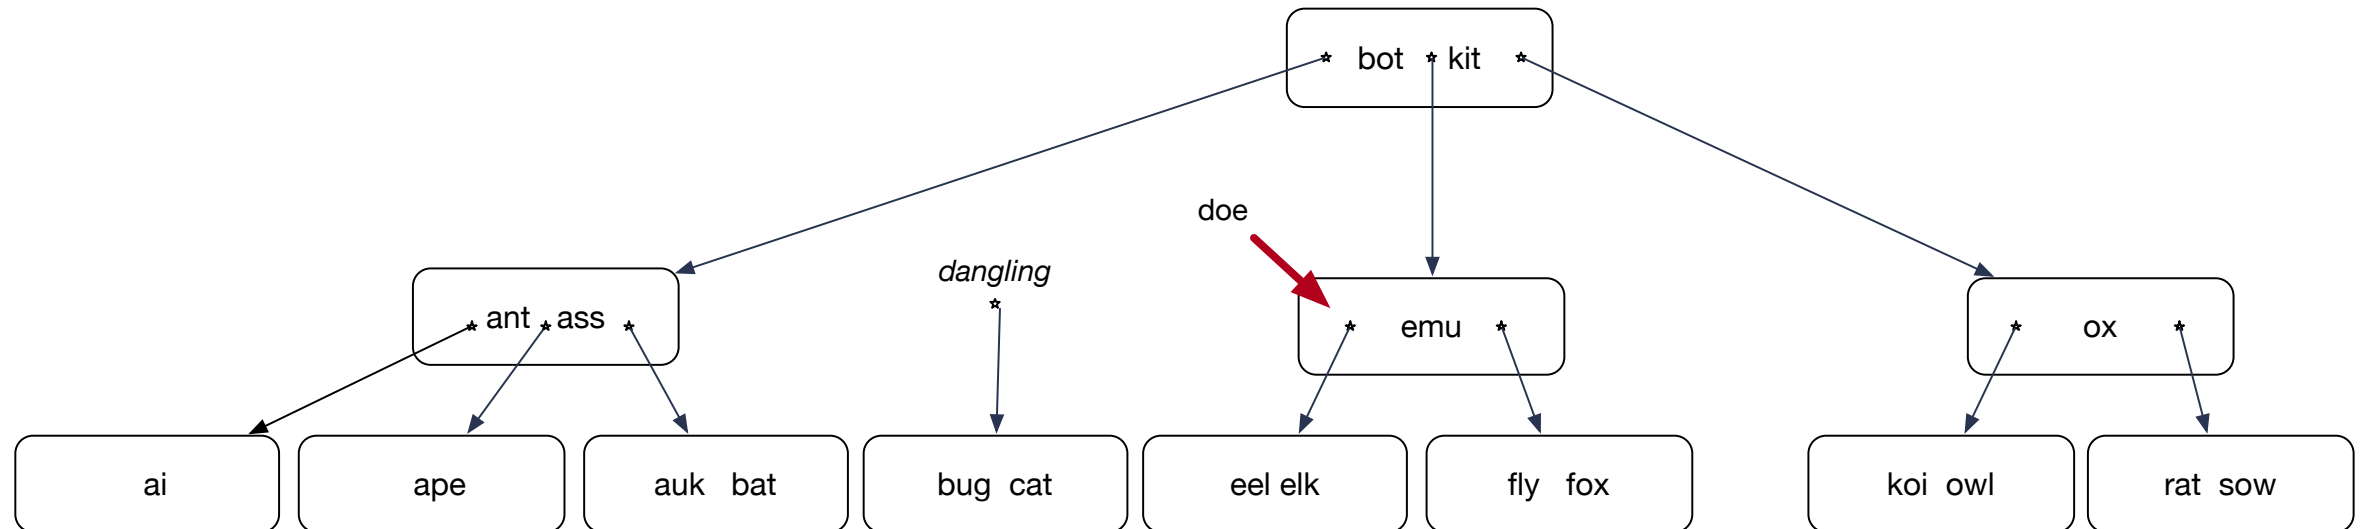 bot kit
doe
dangling
ant ass
emu
ox
ai
ape
auk bat
bug cat
eel elk
fly fox
koi owl
rat sow